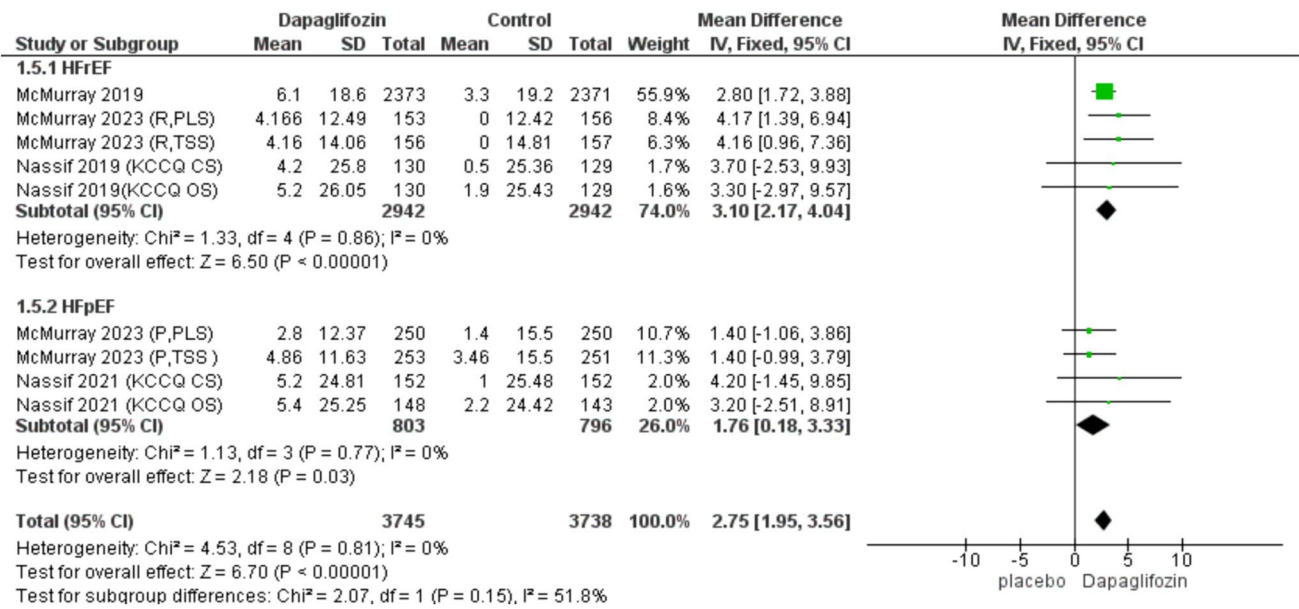 Dapaglifozin Control Mean Difference Mean Difference
Study or Subgroup Mean SD Total Mean SD Total Weight IV, Fixed, 95% CI IV, Fixed, 95% CI
1.5.1 HFrEF
McMurray 2019 6.1 18.6 2373 3.3 19.2 2371 55.9% 2.80 [1.72, 3.88]
McMurray 2023 (R,PLS) 4.166 12.49 153 0 12.42 156 8.4% 4.17 [1.39, 6.94]
McMurray 2023 (R,TSS) 4.16 14.06 156 0 14.81 157 6.3% 4.16 [0.96, 7.36]
Nassif 2019 (KCCQ CS) 4.2 25.8 130 0.5 25.36 129 1.7% 3.70 [-2.53, 9.93]
Nassif 2019(KCCQ OS) 5.2 26.05 130 1.9 25.43 129 1.6% 3.30 [-2.97, 9.57]
Subtotal (95% CI) 2942 2942 74.0% 3.10 [2.17, 4.04]
Heterogeneity: Chi² = 1.33, df = 4 (P = 0.86); I² = 0%
Test for overall effect: Z = 6.50 (P < 0.00001)
1.5.2 HFpEF
McMurray 2023 (P,PLS) 2.8 12.37 250 1.4 15.5 250 10.7% 1.40 [-1.06, 3.86]
McMurray 2023 (P,TSS ) 4.86 11.63 253 3.46 15.5 251 11.3% 1.40 [-0.99, 3.79]
Nassif 2021 (KCCQ CS) 5.2 24.81 152 1 25.48 152 2.0% 4.20 [-1.45, 9.85]
Nassif 2021 (KCCQ OS) 5.4 25.25 148 2.2 24.42 143 2.0% 3.20 [-2.51, 8.91]
Subtotal (95% CI) 803 796 26.0% 1.76 [0.18, 3.33]
Heterogeneity: Chi² = 1.13, df = 3 (P = 0.77); I² = 0%
Test for overall effect: Z = 2.18 (P = 0.03)
Total (95% CI) 3745 3738 100.0% 2.75 [1.95, 3.56]
Heterogeneity: Chi² = 4.53, df = 8 (P = 0.81); I² = 0%
Test for overall effect: Z = 6.70 (P < 0.00001)
Test for subgroup differences: Chi² = 2.07, df = 1 (P = 0.15), I² = 51.8%
-10 -5 0 5 10
placebo Dapaglifozin